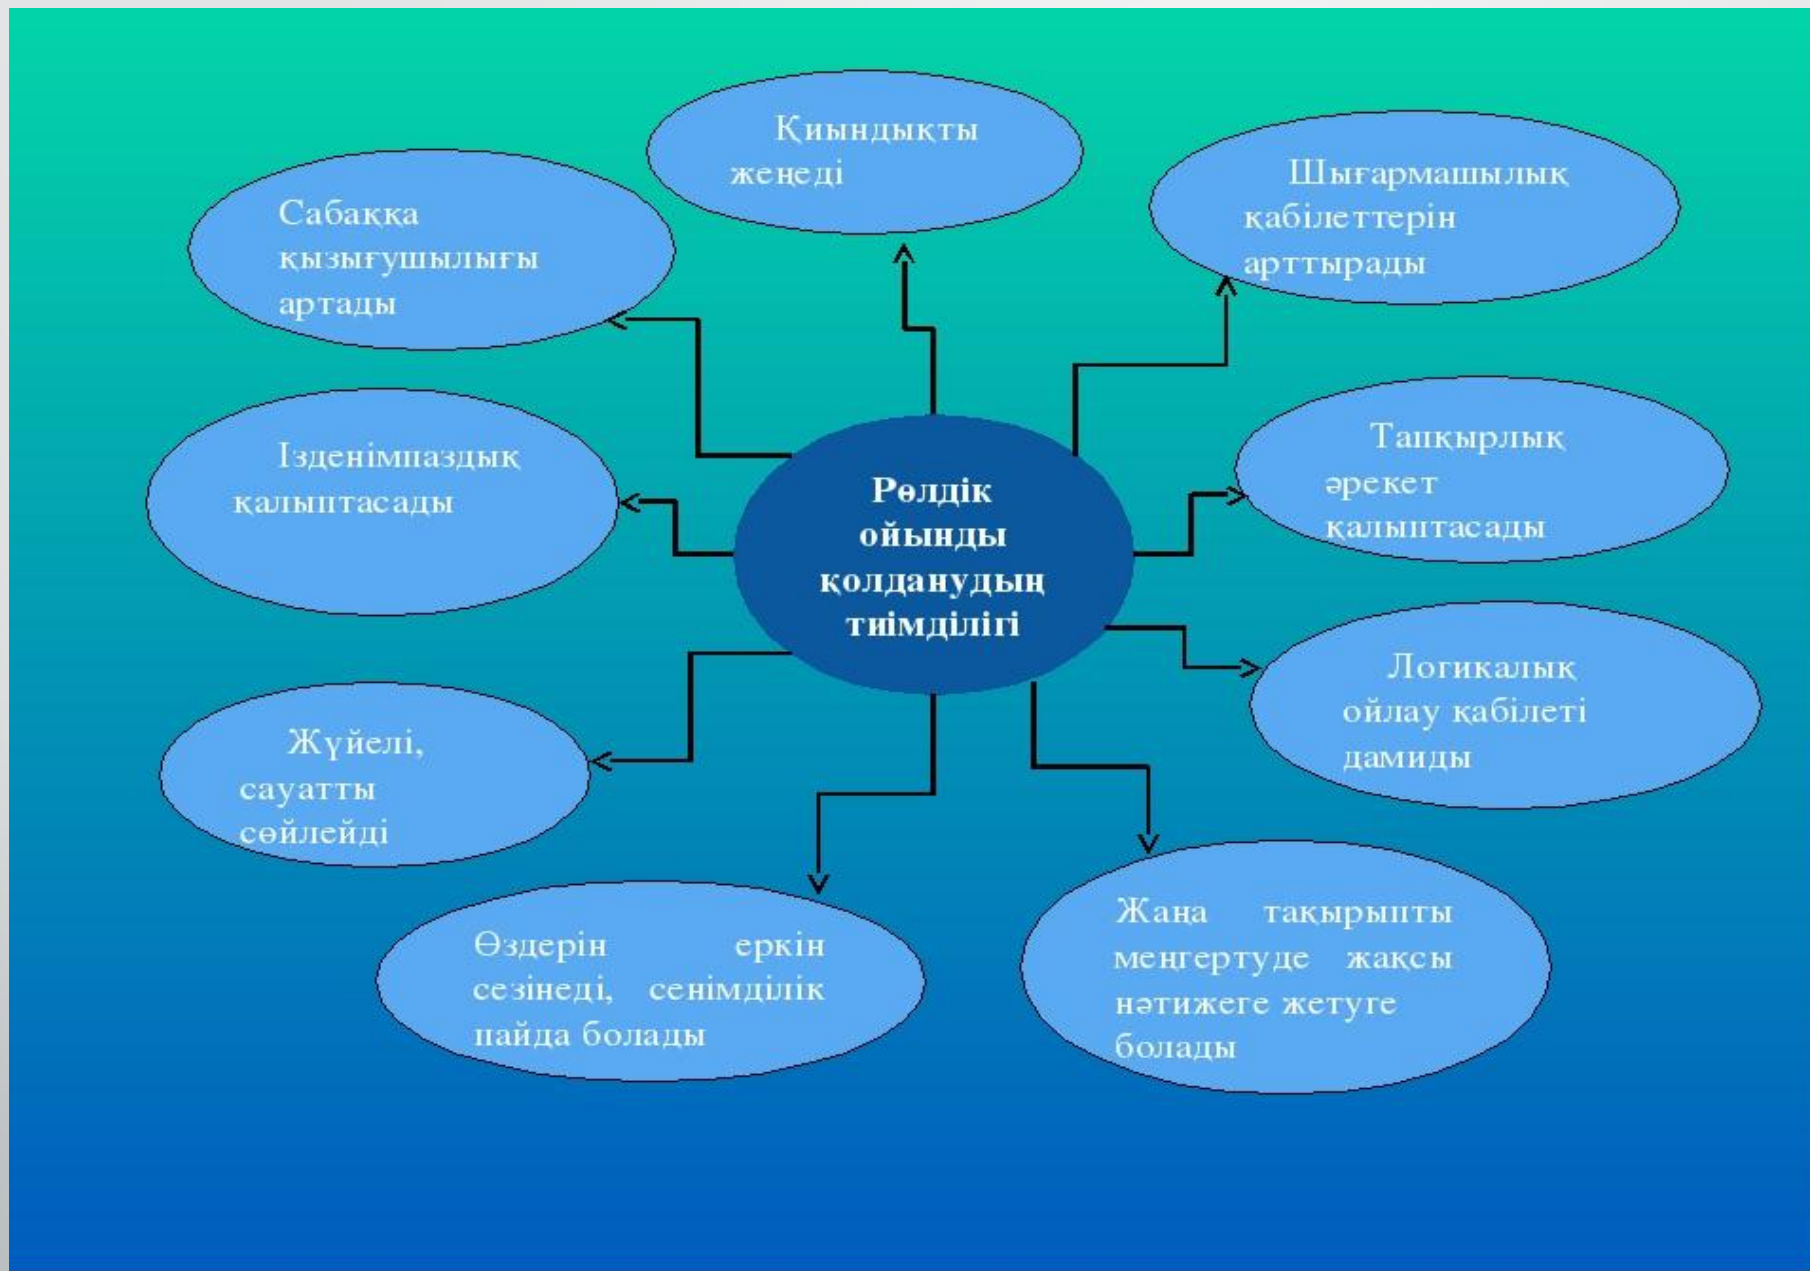 Қиындықты
жеңеді
Шығармашылық
қабілеттерін
арттырады
Сабаққа
қызығушылығы
артады
Тапқырлық
әрекет
қалыптасады
Ізденімпаздық
қалыптасады
Рөлдік
ойынды
қолданудың
тиімділігі
Логикалық
ойлау қабілеті
дамиды
Жүйелі,
сауатты
сөйлейді
Өздерін еркін
сезінеді, сенімділік
пайда болады
Жаңа тақырыпты
меңгертуде жақсы
нәтижеге жетуге
болады